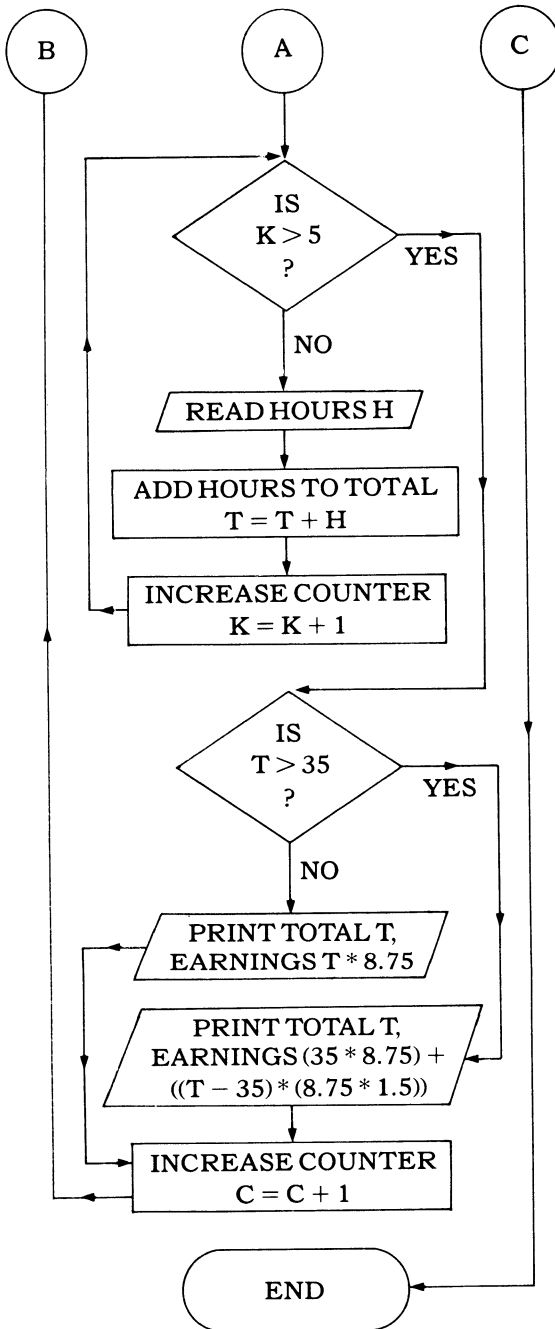 B
A
C
IS
K > 5
?
YES
NO
READ HOURS H
ADD HOURS TO TOTAL
T = T + H
INCREASE COUNTER
K = K + 1
IS
T > 35
?
YES
NO
PRINT TOTAL T,
EARNINGS T * 8.75
PRINT TOTAL T,
EARNINGS (35 * 8.75) +
((T − 35) * (8.75 * 1.5))
INCREASE COUNTER
C = C + 1
END